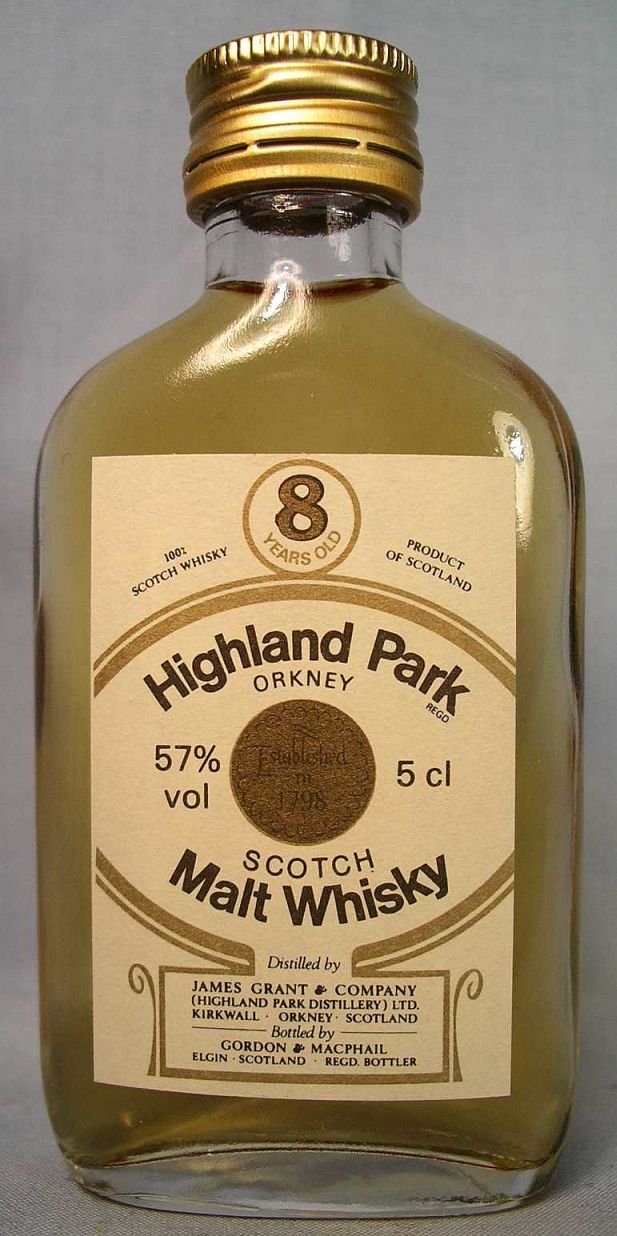 8
YEARS OLD
100%
SCOTCH WHISKY
PRODUCT
OF SCOTLAND
Highland Park
REGD
ORKNEY
57%
vol
Established
in
1798
5 cl
SCOTCH
Malt Whisky
Distilled by
JAMES GRANT & COMPANY
(HIGHLAND PARK DISTILLERY) LTD.
KIRKWALL · ORKNEY · SCOTLAND
Bottled by
GORDON & MACPHAIL
ELGIN · SCOTLAND · REGD. BOTTLER